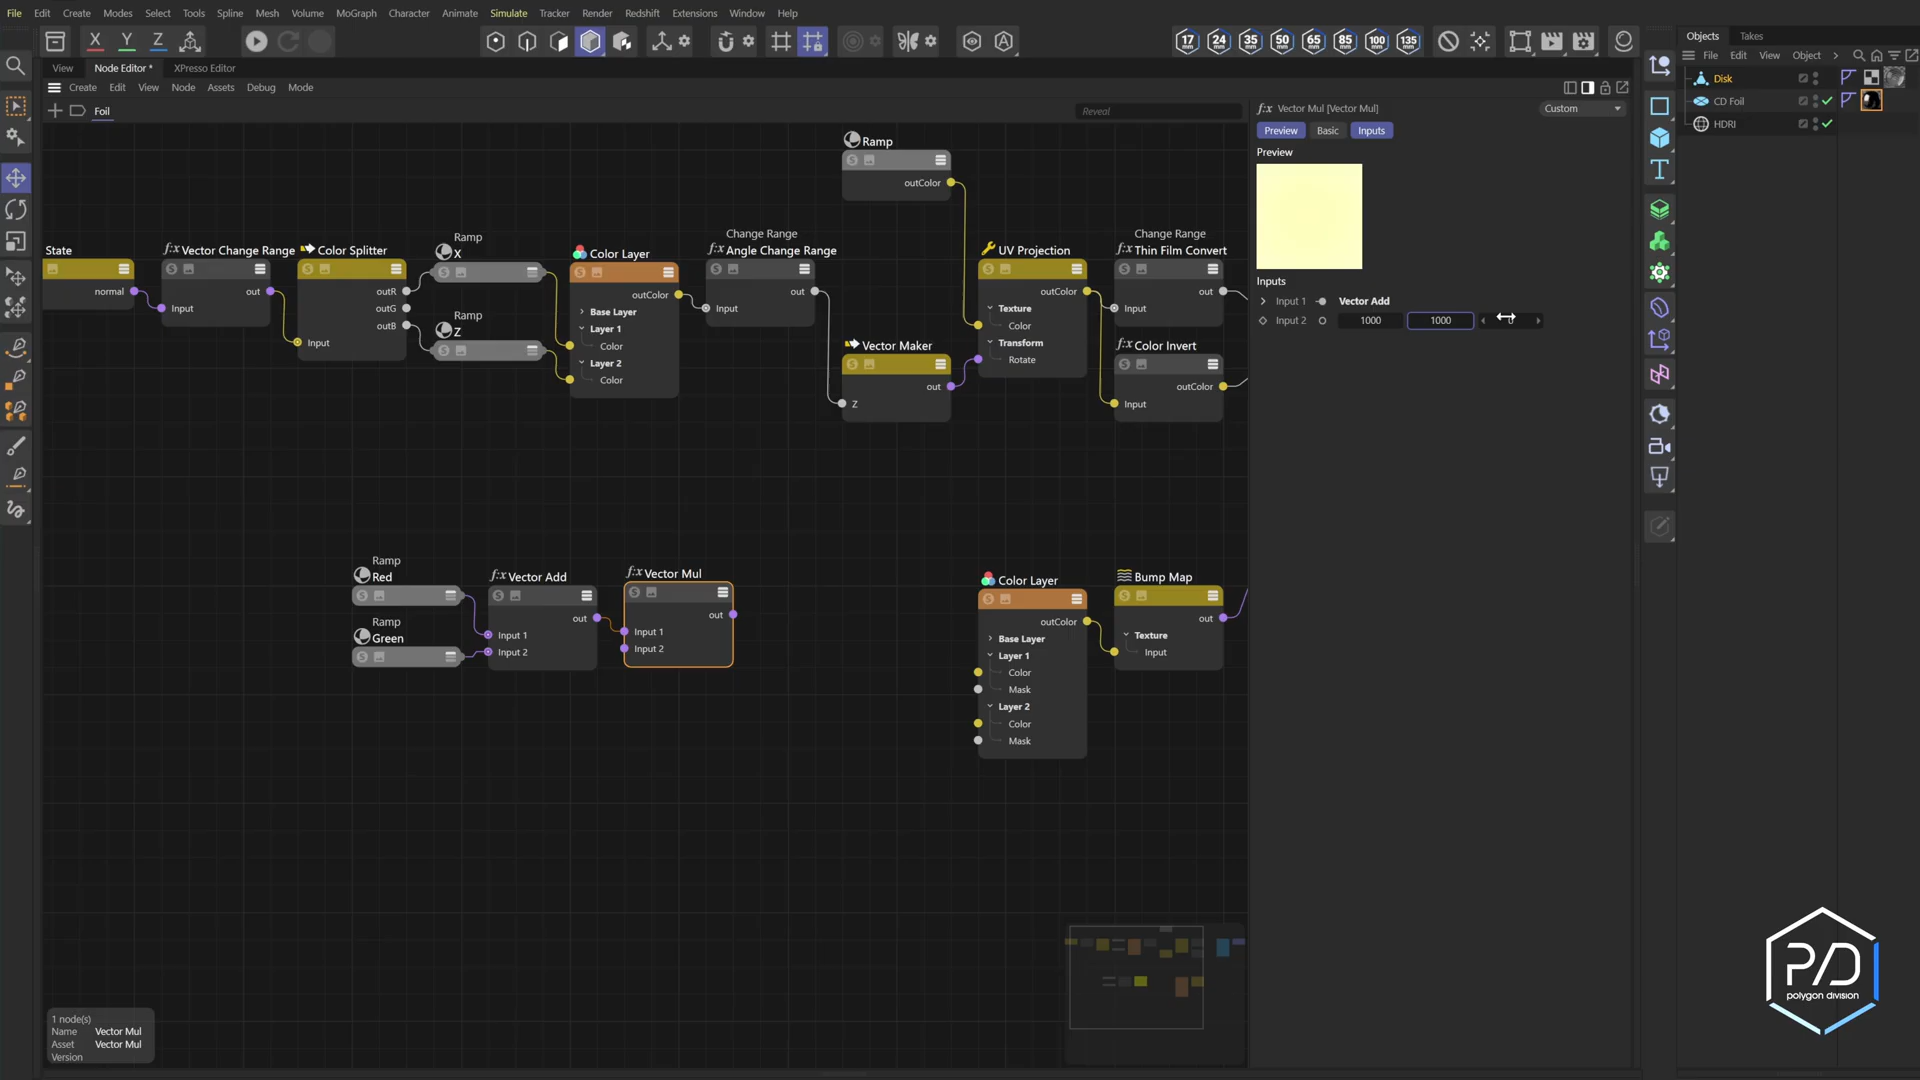 File Edit Create Modes Select Tools Spline Mesh Volume MoGraph Character Animate Simulate Tracker Render Redshift Extensions Window Help
X Y Z
17 mm 24 mm 35 mm 50 mm 65 mm 85 mm 100 mm 135 mm
Objects Takes
File Edit View Object
Disk
CD Foil
HDRI
View Node Editor * XPresso Editor
Create Edit View Node Assets Debug Mode
Foil
Reveal
Ramp
outColor
State
normal
Vector Change Range
out
Input
Color Splitter
outR
outG
outB
Input
Ramp
X
Ramp
Z
Color Layer
outColor
Base Layer
Layer 1
Color
Layer 2
Color
Change Range
Angle Change Range
out
Input
Vector Maker
out
Z
UV Projection
outColor
Texture
Color
Transform
Rotate
Change Range
Thin Film Convert
out
Input
Color Invert
outColor
Input
Ramp
Red
Ramp
Green
Vector Add
out
Input 1
Input 2
Vector Mul
out
Input 1
Input 2
Color Layer
outColor
Base Layer
Layer 1
Color
Mask
Layer 2
Color
Mask
Bump Map
out
Texture
Input
f:x Vector Mul [Vector Mul]
Custom
Preview Basic Inputs
Preview
Inputs
Input 1 Vector Add
Input 2 1000 1000
1 node(s)
Name Vector Mul
Asset Vector Mul
Version
P/D
polygon division